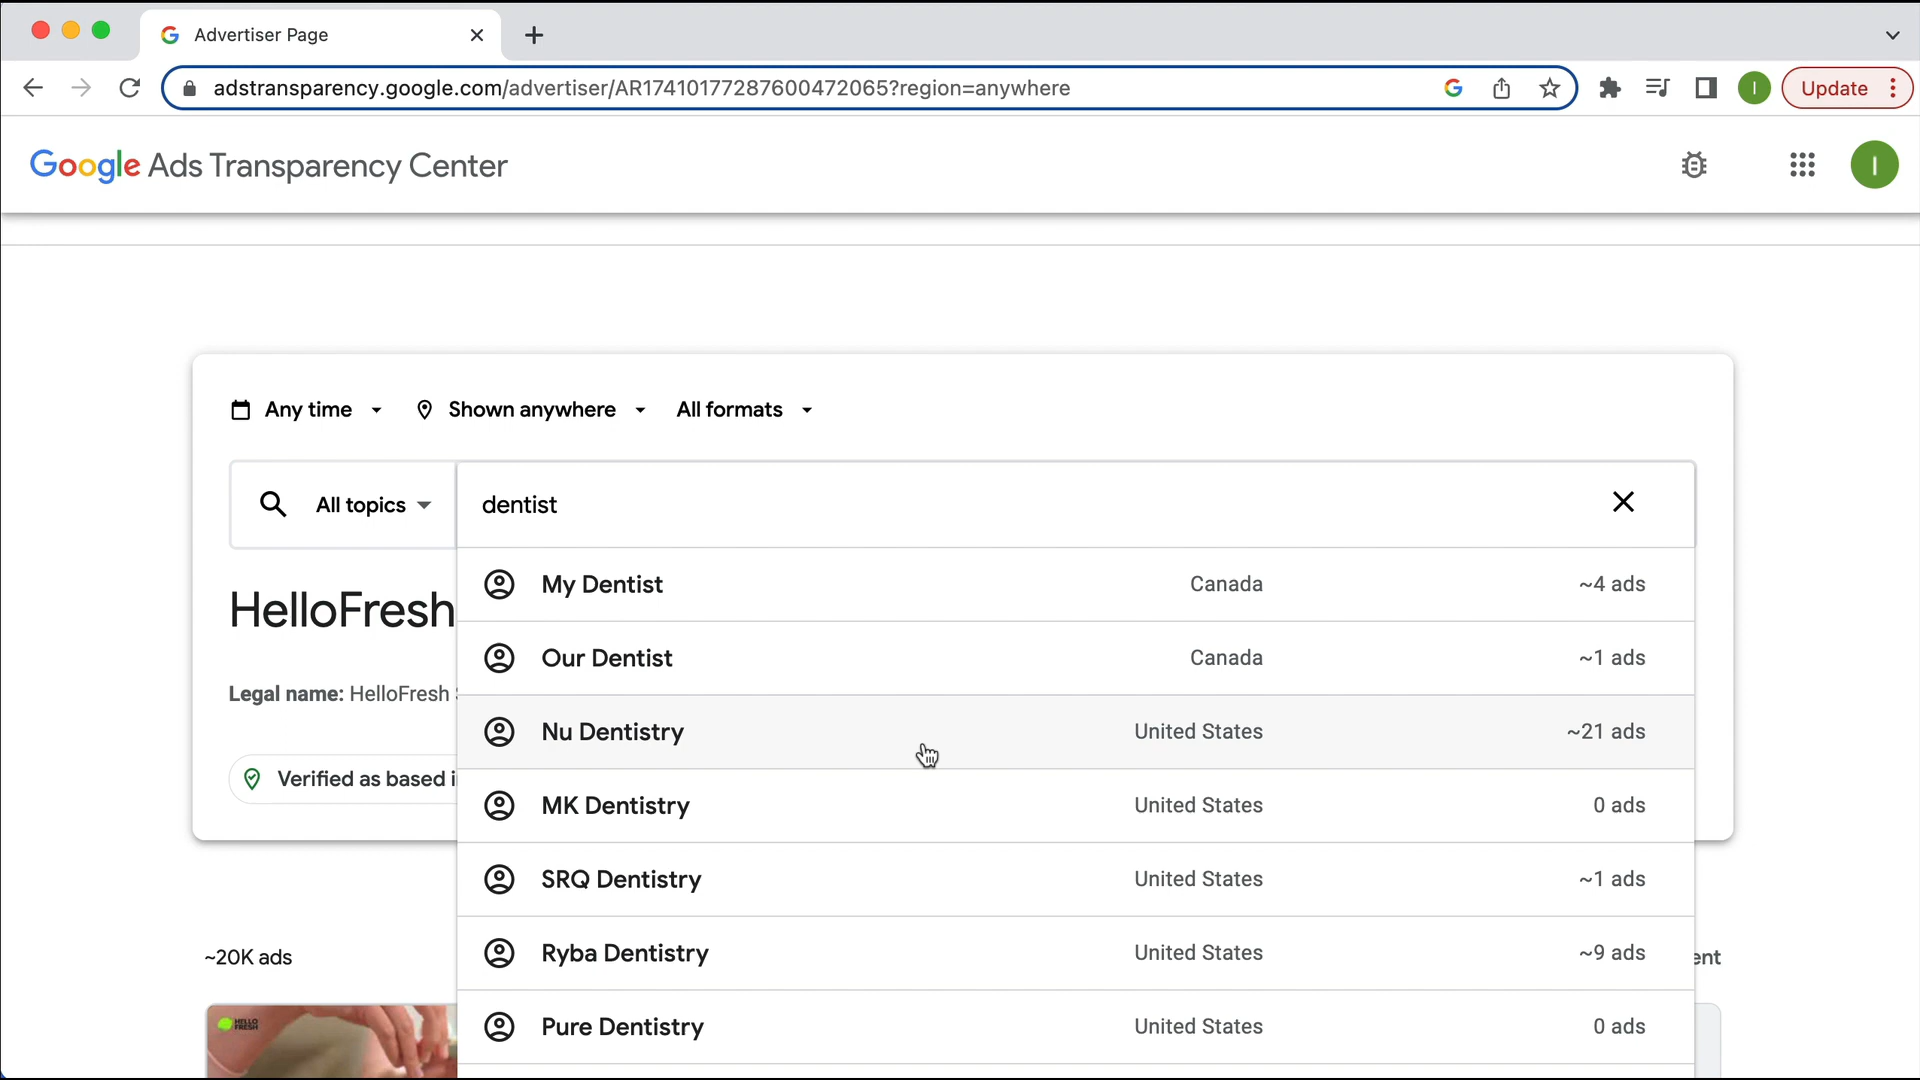 Advertiser Page
adstransparency.google.com/advertiser/AR17410177287600472065?region=anywhere
I
Update
Google Ads Transparency Center
I
Any time
Shown anywhere
All formats
All topics
dentist
My Dentist Canada ~4 ads
Our Dentist Canada ~1 ads
Nu Dentistry United States ~21 ads
MK Dentistry United States 0 ads
SRQ Dentistry United States ~1 ads
Ryba Dentistry United States ~9 ads
Pure Dentistry United States 0 ads
HelloFresh
Legal name: HelloFresh
Verified as based i
~20K ads
ent
HELLO
FRESH